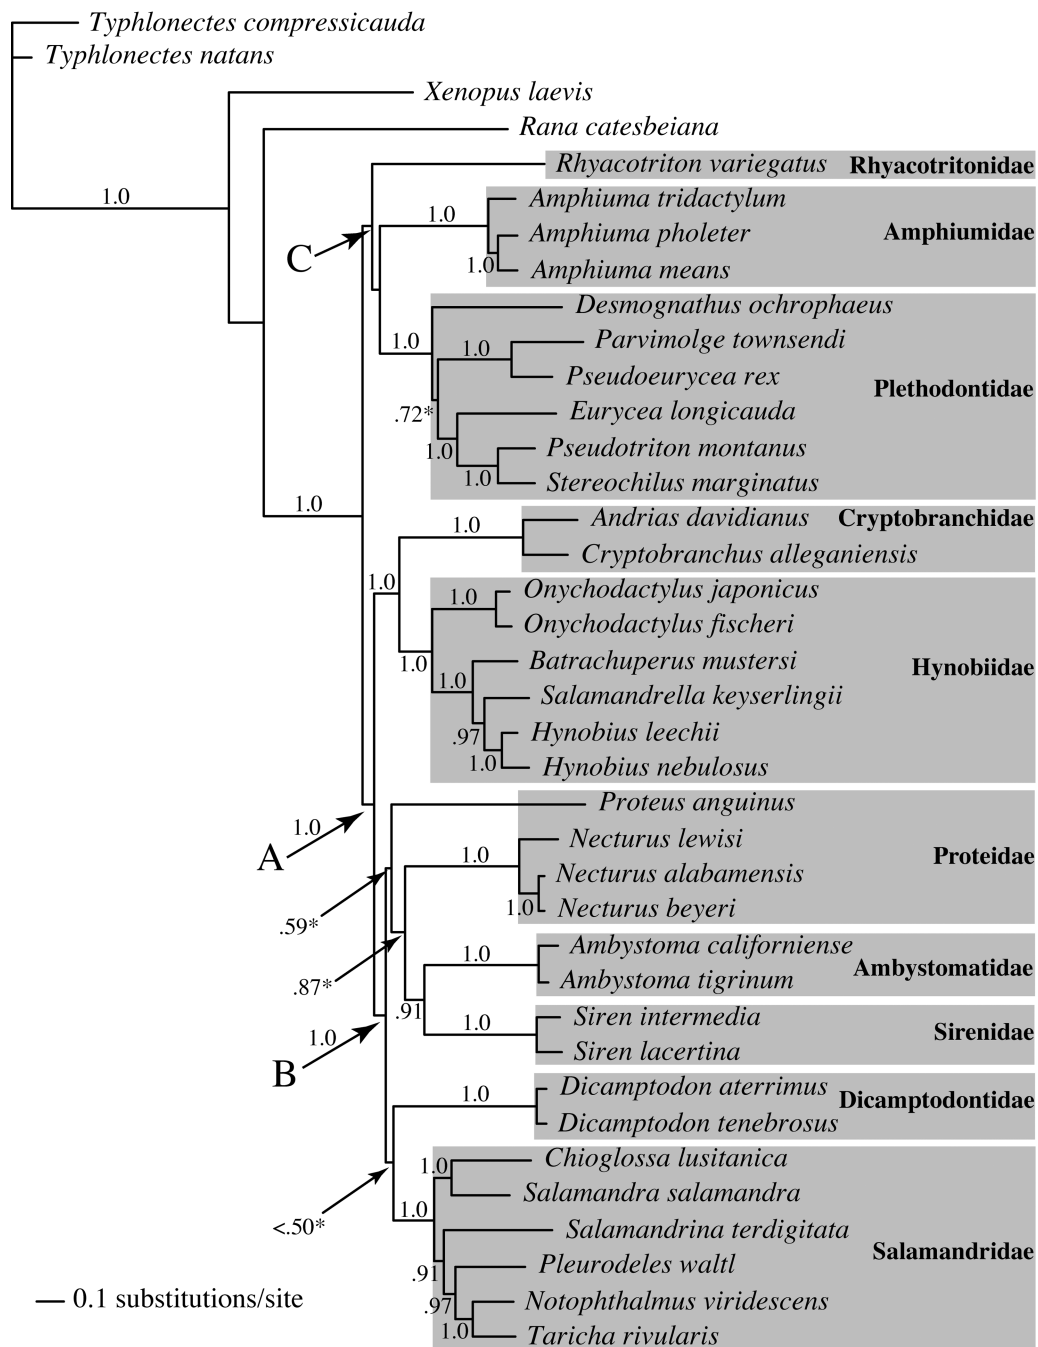 Typhlonectes compressicauda
Typhlonectes natans
Xenopus laevis
Rana catesbeiana
Rhyacotriton variegatus Rhyacotritonidae
1.0
1.0 Amphiuma tridactylum
Amphiuma pholeter Amphiumidae
C
1.0 Amphiuma means
Desmognathus ochrophaeus
1.0 1.0 Parvimolge townsendi
Pseudoeurycea rex Plethodontidae
.72* Eurycea longicauda
1.0 Pseudotriton montanus
1.0 Stereochilus marginatus
1.0
1.0 Andrias davidianus Cryptobranchidae
Cryptobranchus alleganiensis
1.0
1.0 Onychodactylus japonicus
Onychodactylus fischeri
1.0 Batrachuperus mustersi Hynobiidae
1.0 Salamandrella keyserlingii
.97 Hynobius leechii
1.0 Hynobius nebulosus
Proteus anguinus
1.0
A
Necturus lewisi
1.0 Proteidae
Necturus alabamensis
1.0 Necturus beyeri
.59*
Ambystoma californiense
1.0 Ambystomatidae
.87* Ambystoma tigrinum
.91
1.0 Siren intermedia
Sirenidae
1.0
B
Siren lacertina
1.0 Dicamptodon aterrimus
Dicamptodontidae
Dicamptodon tenebrosus
1.0 Chioglossa lusitanica
1.0 Salamandra salamandra
<.50*
Salamandrina terdigitata
Salamandridae
.91 Pleurodeles waltl
.97 Notophthalmus viridescens
1.0 Taricha rivularis
0.1 substitutions/site